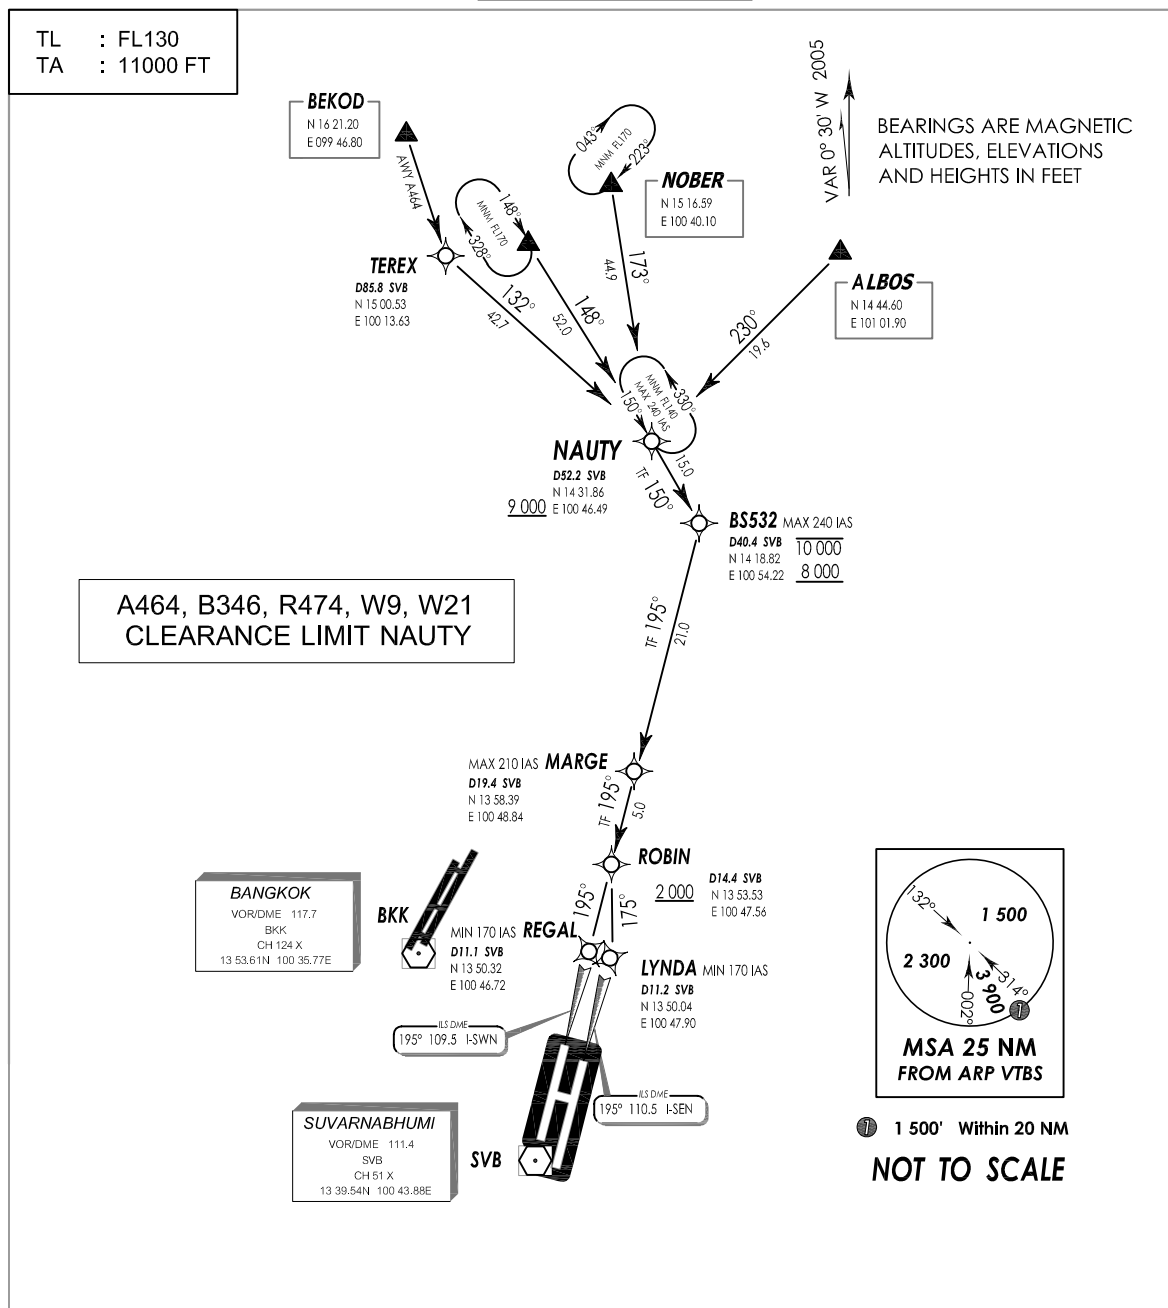 TL : FL130
TA : 11000 FT
BEKOD
N 16 21.20
E 099 46.80
AWY A464
043°
MNM FL170
223°
NOBER
N 15 16.59
E 100 40.10
VAR 0° 30' W 2005
BEARINGS ARE MAGNETIC
ALTITUDES, ELEVATIONS
AND HEIGHTS IN FEET
148°
MNM FL170
328°
TEREX
D85.8 SVB
N 15 00.53
E 100 13.63
132°
42.7
148°
52.0
173°
44.9
ALBOS
N 14 44.60
E 101 01.90
230°
19.6
330°
MNM FL140
MAX 240 IAS
150°
NAUTY
D52.2 SVB
N 14 31.86
E 100 46.49
9 000
15.0
TF 150°
BS532 MAX 240 IAS
D40.4 SVB
N 14 18.82
E 100 54.22
10 000
8 000
A464, B346, R474, W9, W21
CLEARANCE LIMIT NAUTY
TF 195°
21.0
MAX 210 IAS MARGE
D19.4 SVB
N 13 58.39
E 100 48.84
TF 195°
5.0
ROBIN
2 000
D14.4 SVB
N 13 53.53
E 100 47.56
BANGKOK
VOR/DME 117.7
BKK
CH 124 X
13 53.61N 100 35.77E
BKK
195°
175°
MIN 170 IAS REGAL
D11.1 SVB
N 13 50.32
E 100 46.72
LYNDA MIN 170 IAS
D11.2 SVB
N 13 50.04
E 100 47.90
ILS DME
195° 109.5 I-SWN
ILS DME
195° 110.5 I-SEN
SUVARNABHUMI
VOR/DME 111.4
SVB
CH 51 X
13 39.54N 100 43.88E
SVB
132°
1 500
2 300
3 900
314°
002°
1
MSA 25 NM
FROM ARP VTBS
1 1 500' Within 20 NM
NOT TO SCALE